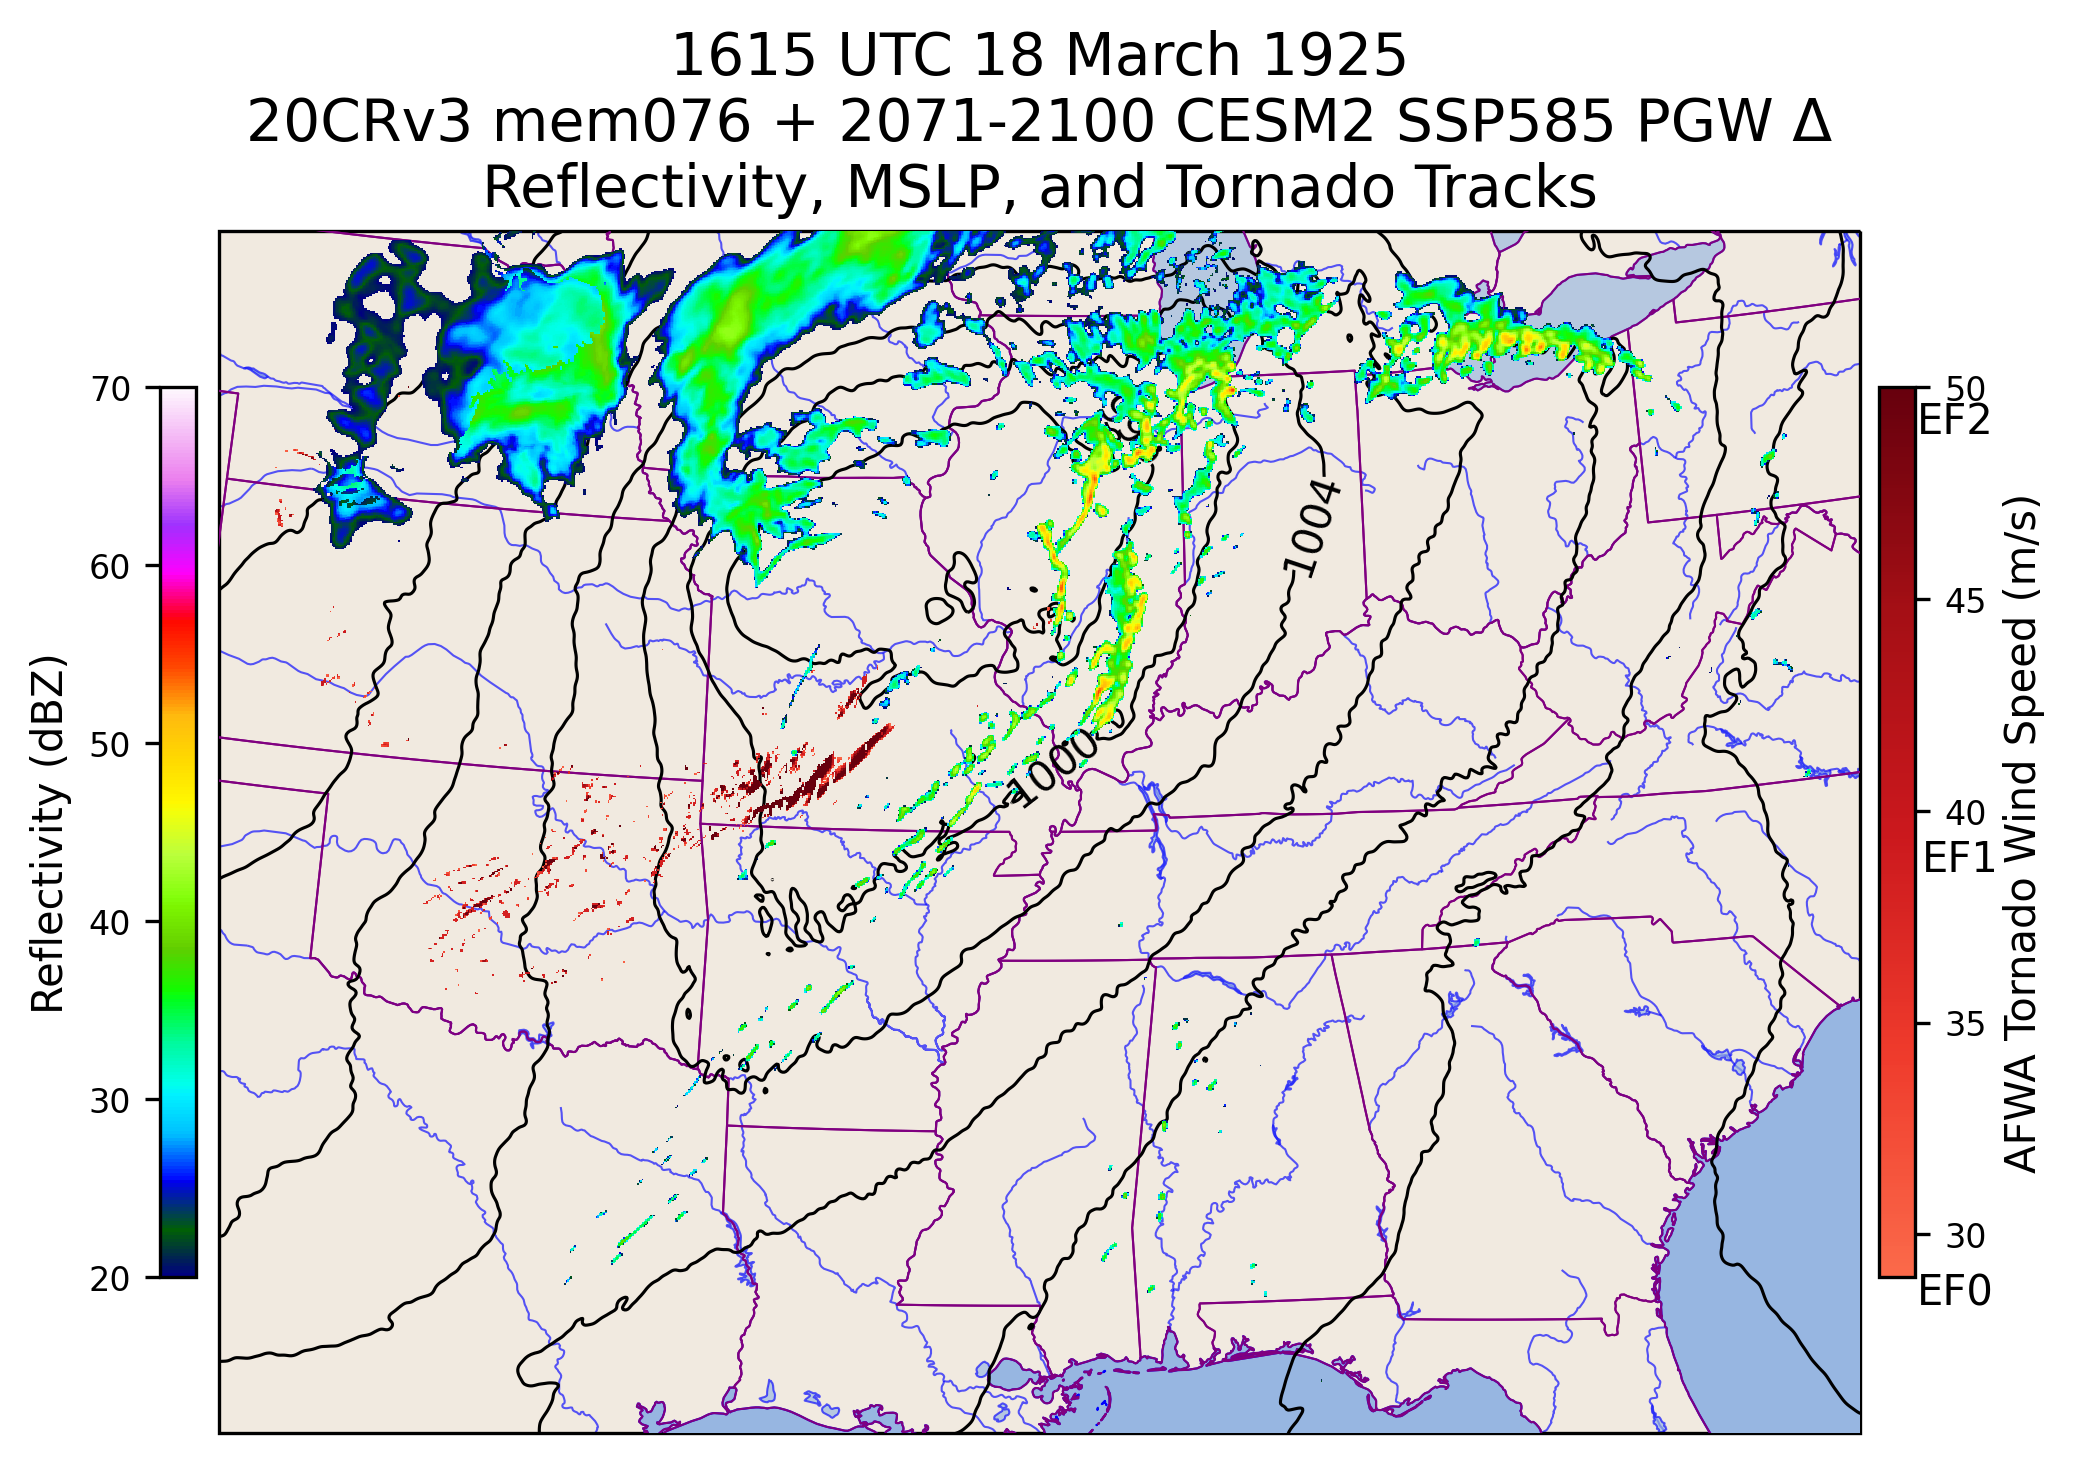 1615 UTC 18 March 1925
20CRv3 mem076 + 2071-2100 CESM2 SSP585 PGW Δ
Reflectivity, MSLP, and Tornado Tracks
70
60
50
40
30
20
Reflectivity (dBZ)
1004
1000
50
EF2
45
40
EF1
35
30
EF0
AFWA Tornado Wind Speed (m/s)